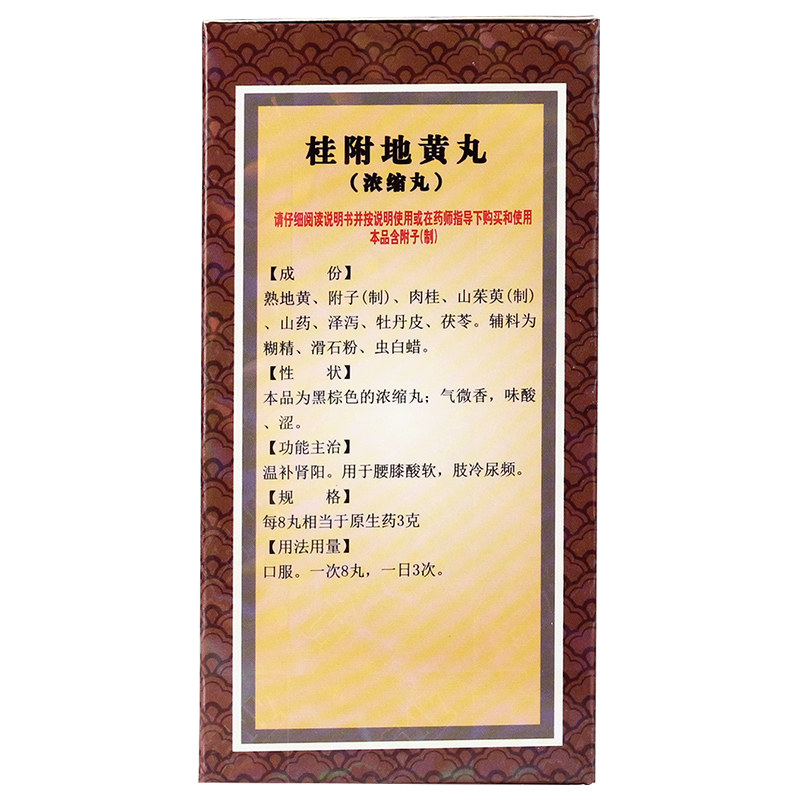 桂附地黄丸
(浓缩丸)
请仔细阅读说明书并按说明使用或在药师指导下购买和使用
本品含附子(制)
【成　份】
熟地黄、附子(制)、肉桂、山茱萸(制)
、山药、泽泻、牡丹皮、茯苓。辅料为
糊精、滑石粉、虫白蜡。
【性　状】
本品为黑棕色的浓缩丸；气微香，味酸
、涩。
【功能主治】
温补肾阳。用于腰膝酸软，肢冷尿频。
【规　格】
每8丸相当于原生药3克
【用法用量】
口服。一次8丸，一日3次。